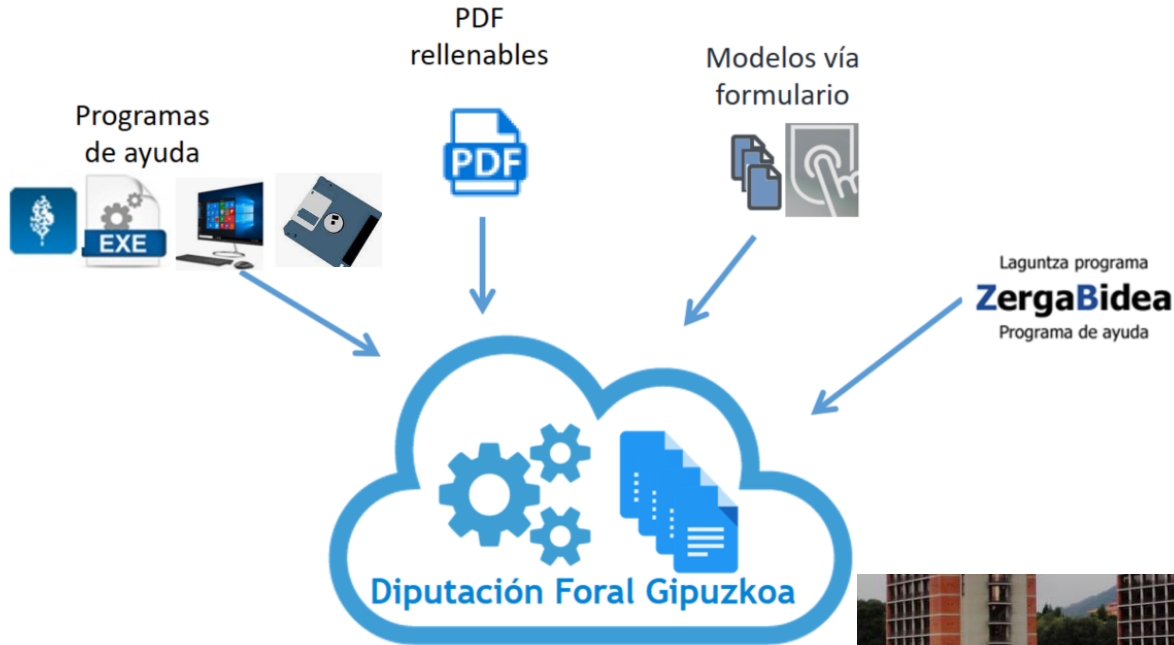 PDF
rellenables
Modelos vía
formulario
Programas
de ayuda
EXE
PDF
Laguntza programa
ZergaBidea
Programa de ayuda
Diputación Foral Gipuzkoa